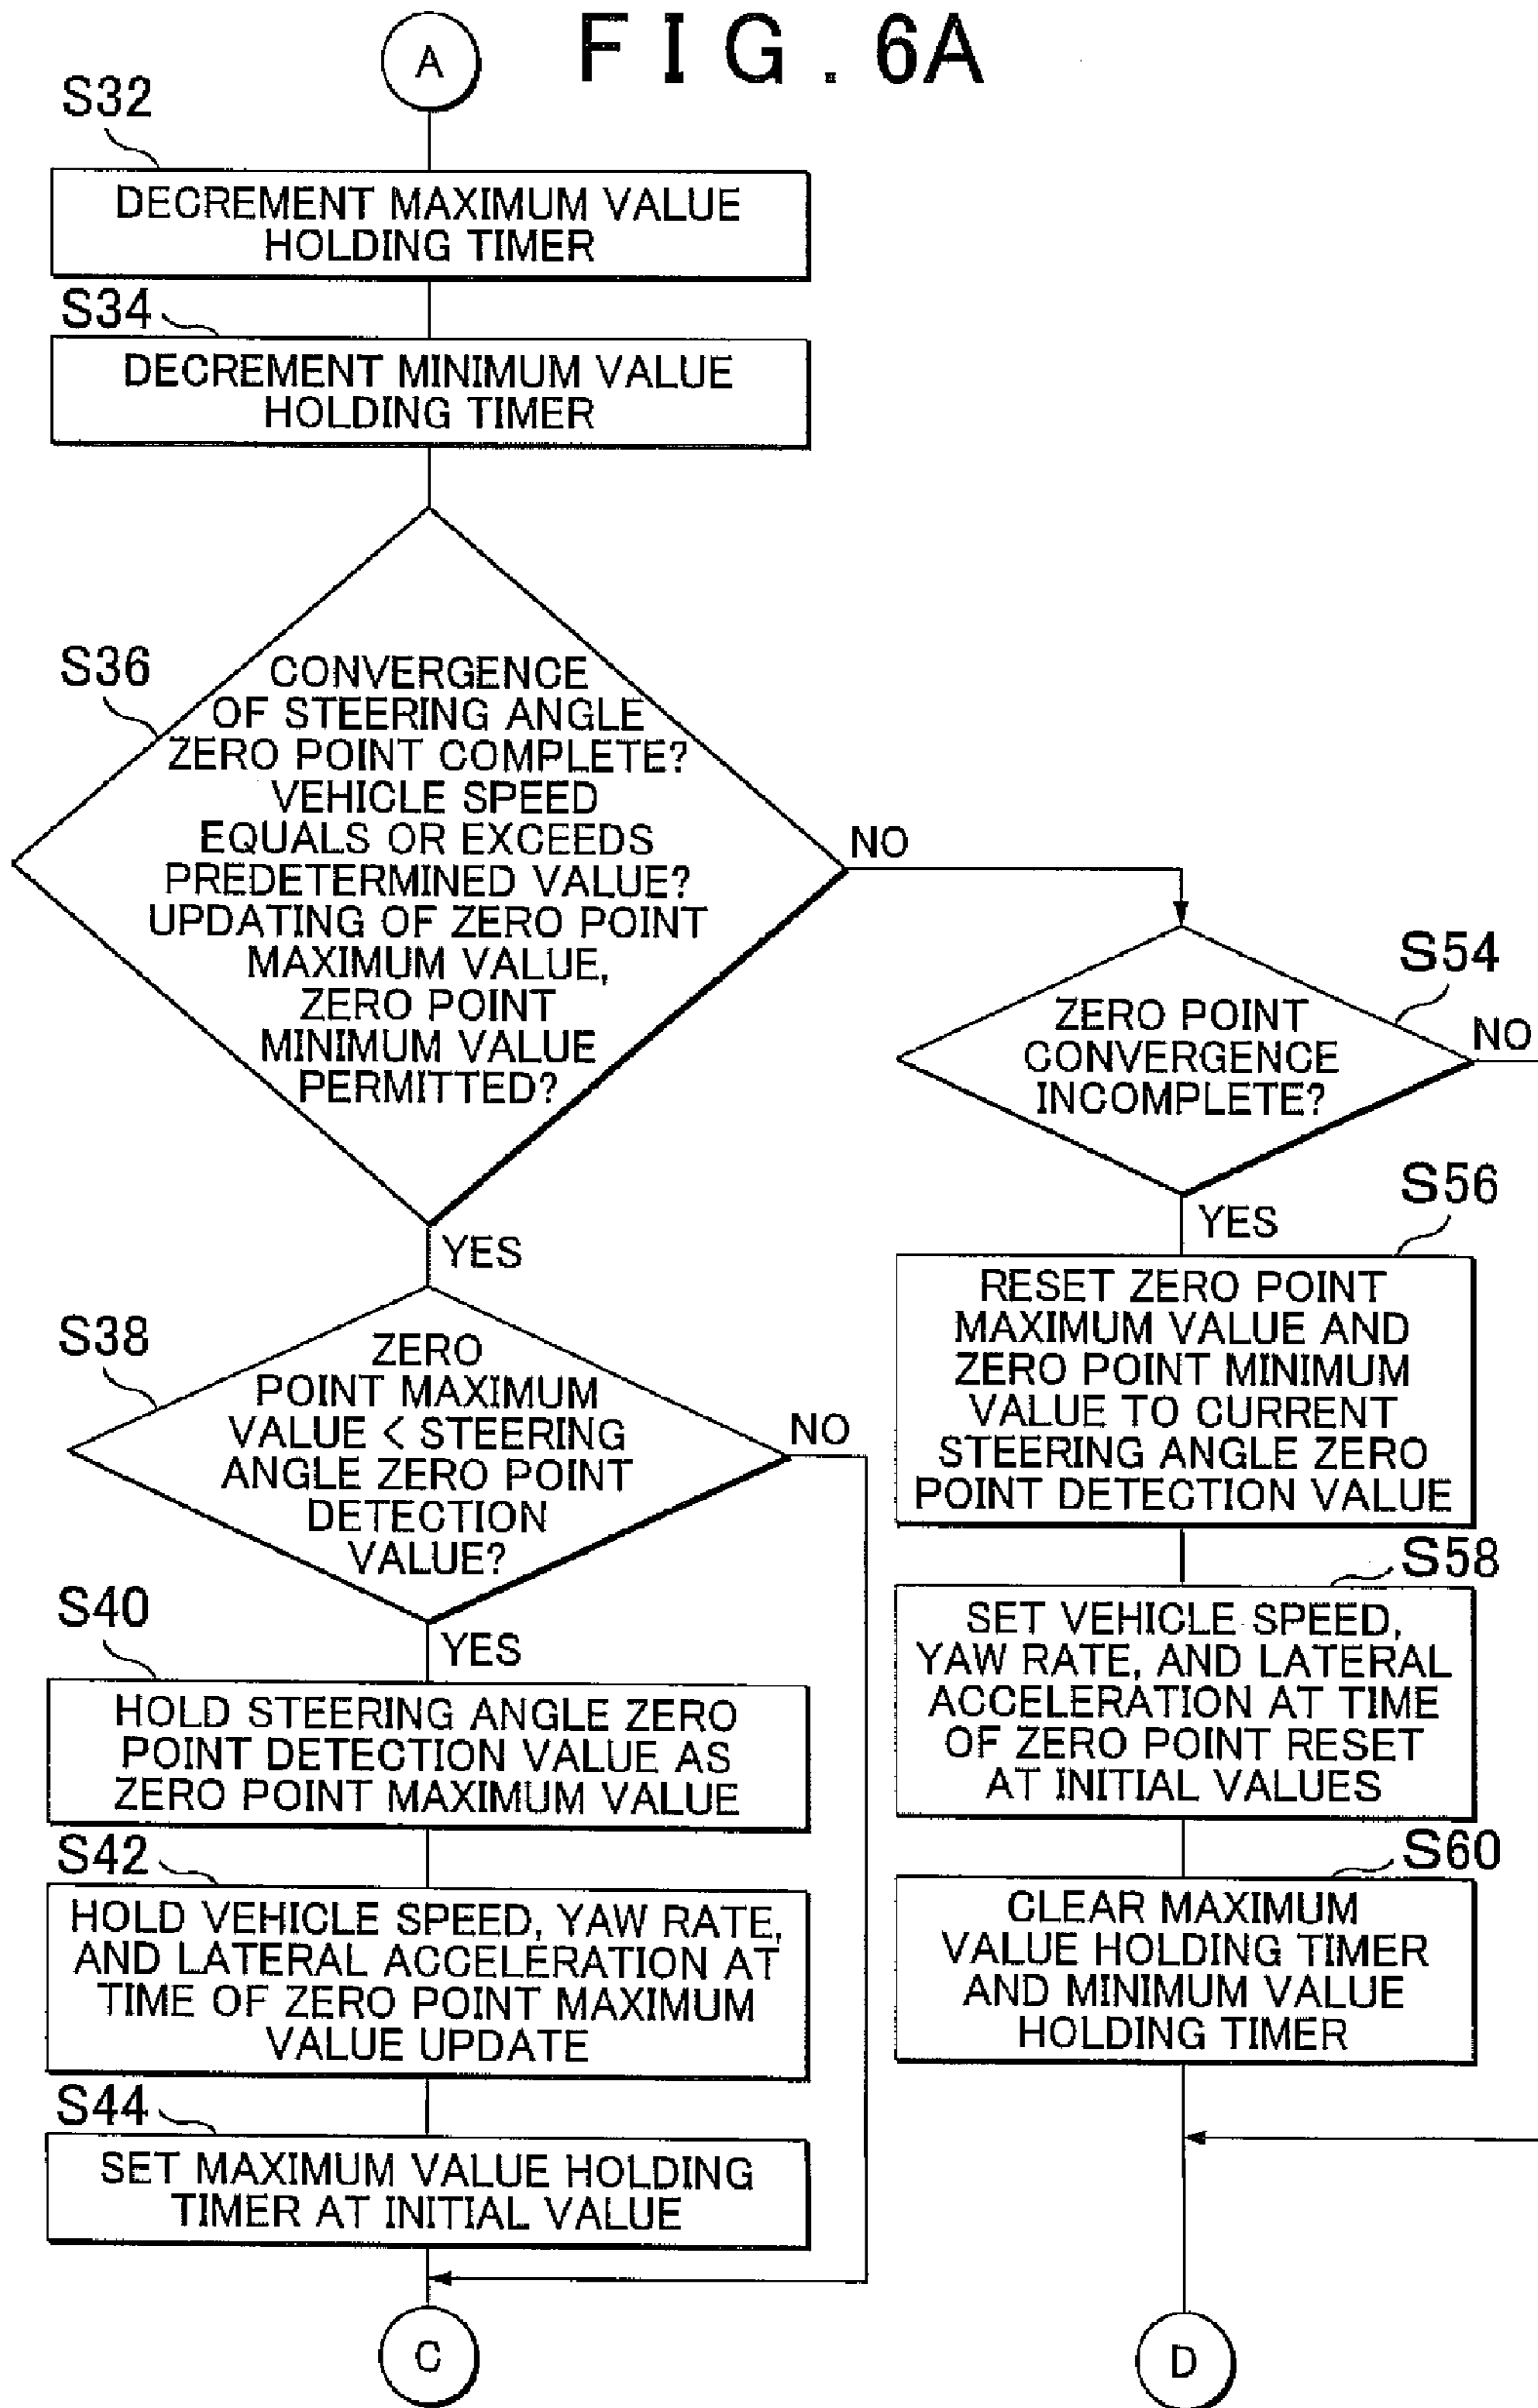 FIG. 6A
A
S32
DECREMENT MAXIMUM VALUE
HOLDING TIMER
S34
DECREMENT MINIMUM VALUE
HOLDING TIMER
S36
CONVERGENCE
OF STEERING ANGLE
ZERO POINT COMPLETE?
VEHICLE SPEED
EQUALS OR EXCEEDS
PREDETERMINED VALUE?
UPDATING OF ZERO POINT
MAXIMUM VALUE,
ZERO POINT
MINIMUM VALUE
PERMITTED?
NO
YES
S38
ZERO
POINT MAXIMUM
VALUE < STEERING
ANGLE ZERO POINT
DETECTION
VALUE?
NO
YES
S40
HOLD STEERING ANGLE ZERO
POINT DETECTION VALUE AS
ZERO POINT MAXIMUM VALUE
S42
HOLD VEHICLE SPEED, YAW RATE,
AND LATERAL ACCELERATION AT
TIME OF ZERO POINT MAXIMUM
VALUE UPDATE
S44
SET MAXIMUM VALUE HOLDING
TIMER AT INITIAL VALUE
C
S54
ZERO POINT
CONVERGENCE
INCOMPLETE?
NO
YES
S56
RESET ZERO POINT
MAXIMUM VALUE AND
ZERO POINT MINIMUM
VALUE TO CURRENT
STEERING ANGLE ZERO
POINT DETECTION VALUE
S58
SET VEHICLE SPEED,
YAW RATE, AND LATERAL
ACCELERATION AT TIME
OF ZERO POINT RESET
AT INITIAL VALUES
S60
CLEAR MAXIMUM
VALUE HOLDING TIMER
AND MINIMUM VALUE
HOLDING TIMER
D